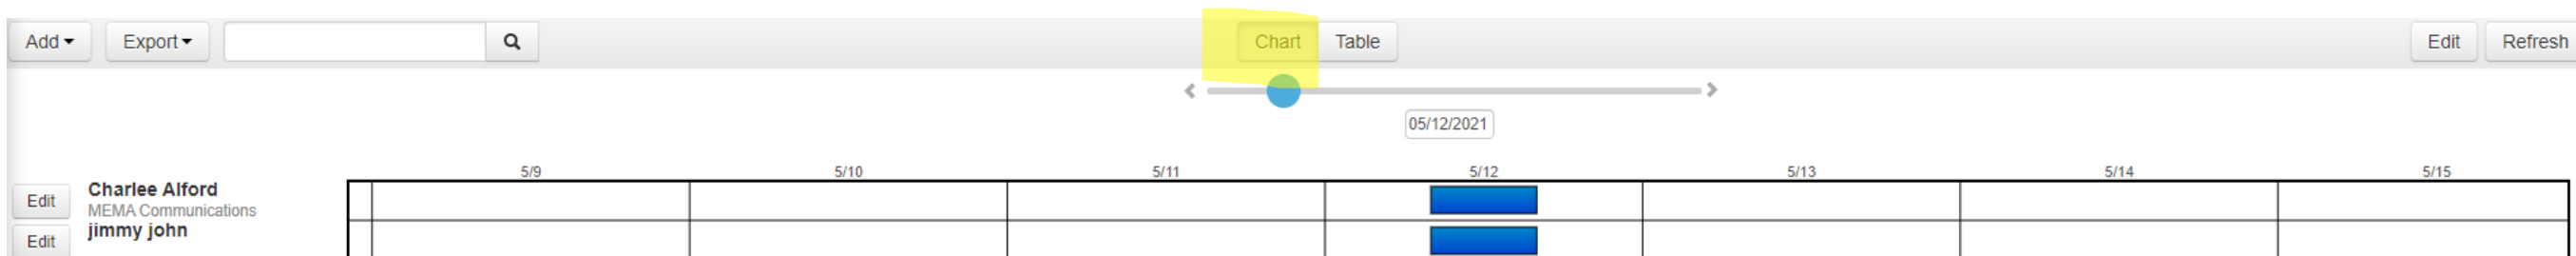 Add Export Chart Table Edit Refresh
05/12/2021
5/9 5/10 5/11 5/12 5/13 5/14 5/15
Edit Charlee Alford
MEMA Communications
Edit jimmy john